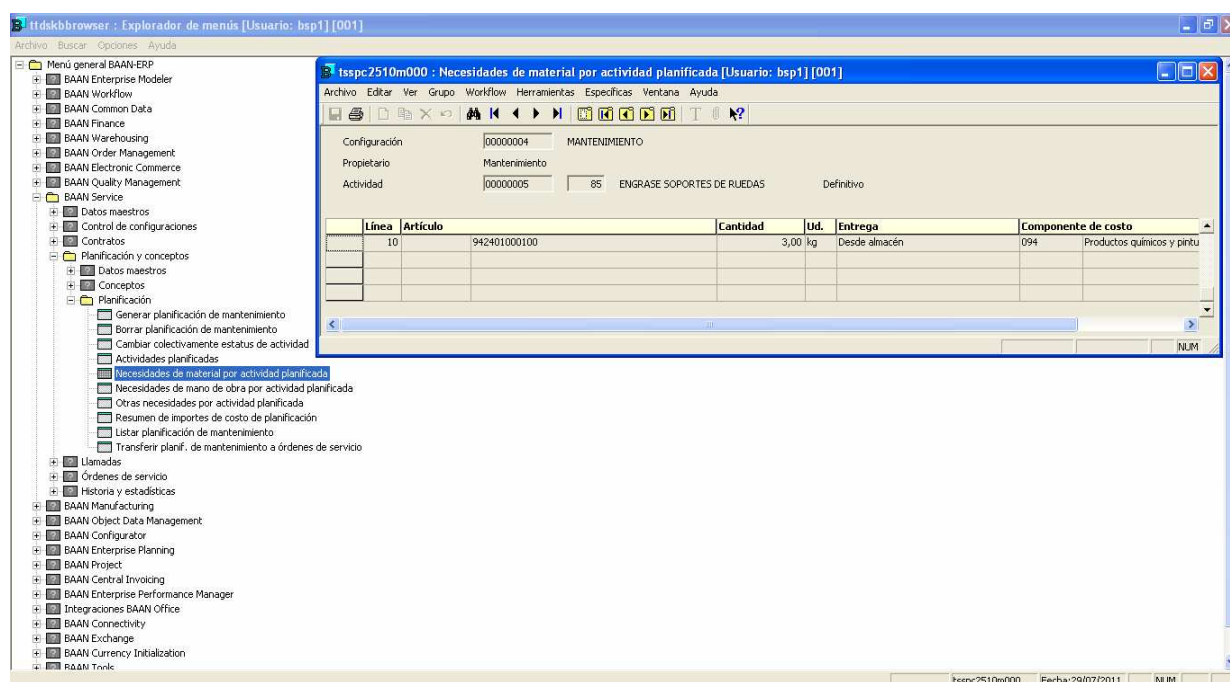 ttdskbbrowser : Explorador de menús [Usuario: bsp1] [001]
Archivo Buscar Opciones Ayuda
Menú general BAAN-ERP
BAAN Enterprise Modeler
BAAN Workflow
BAAN Common Data
BAAN Finance
BAAN Warehousing
BAAN Order Management
BAAN Electronic Commerce
BAAN Quality Management
BAAN Service
Datos maestros
Control de configuraciones
Contratos
Planificación y conceptos
Datos maestros
Conceptos
Planificación
Generar planificación de mantenimiento
Borrar planificación de mantenimiento
Cambiar colectivamente estatus de actividad
Actividades planificadas
Necesidades de material por actividad planificada
Necesidades de mano de obra por actividad planificada
Otras necesidades por actividad planificada
Resumen de importes de costo de planificación
Listar planificación de mantenimiento
Transferir planif. de mantenimiento a órdenes de servicio
Llamadas
Órdenes de servicio
Historia y estadísticas
BAAN Manufacturing
BAAN Object Data Management
BAAN Configurator
BAAN Enterprise Planning
BAAN Project
BAAN Central Invoicing
BAAN Enterprise Performance Manager
Integraciones BAAN Office
BAAN Connectivity
BAAN Exchange
BAAN Currency Initialization
BAAN Tools
tsspc2510m000 : Necesidades de material por actividad planificada [Usuario: bsp1] [001]
Archivo Editar Ver Grupo Workflow Herramientas Específicas Ventana Ayuda
Configuración 00000004 MANTENIMIENTO
Propietario Mantenimiento
Actividad 00000005 85 ENGRASE SOPORTES DE RUEDAS Definitivo
Línea Artículo Cantidad Ud. Entrega Componente de costo
10 942401000100 3,00 kg Desde almacén 094 Productos químicos y pintu
NUM
tsspc2510m000 Fecha:29/07/2011 NUM